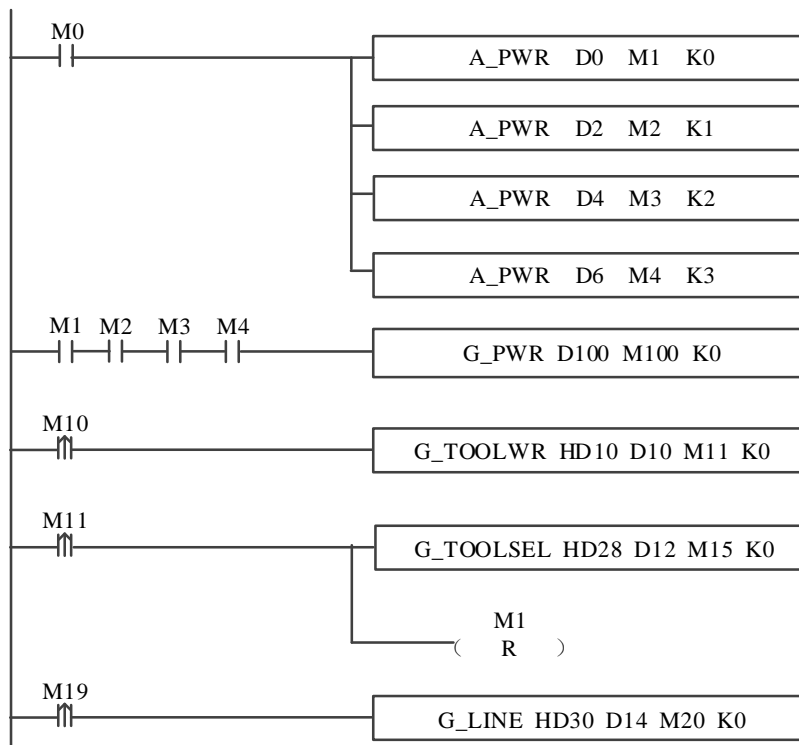 M0
A_PWR D0 M1 K0
A_PWR D2 M2 K1
A_PWR D4 M3 K2
A_PWR D6 M4 K3
M1 M2 M3 M4
G_PWR D100 M100 K0
M10
G_TOOLWR HD10 D10 M11 K0
M11
G_TOOLSEL HD28 D12 M15 K0
M1
( R )
M19
G_LINE HD30 D14 M20 K0